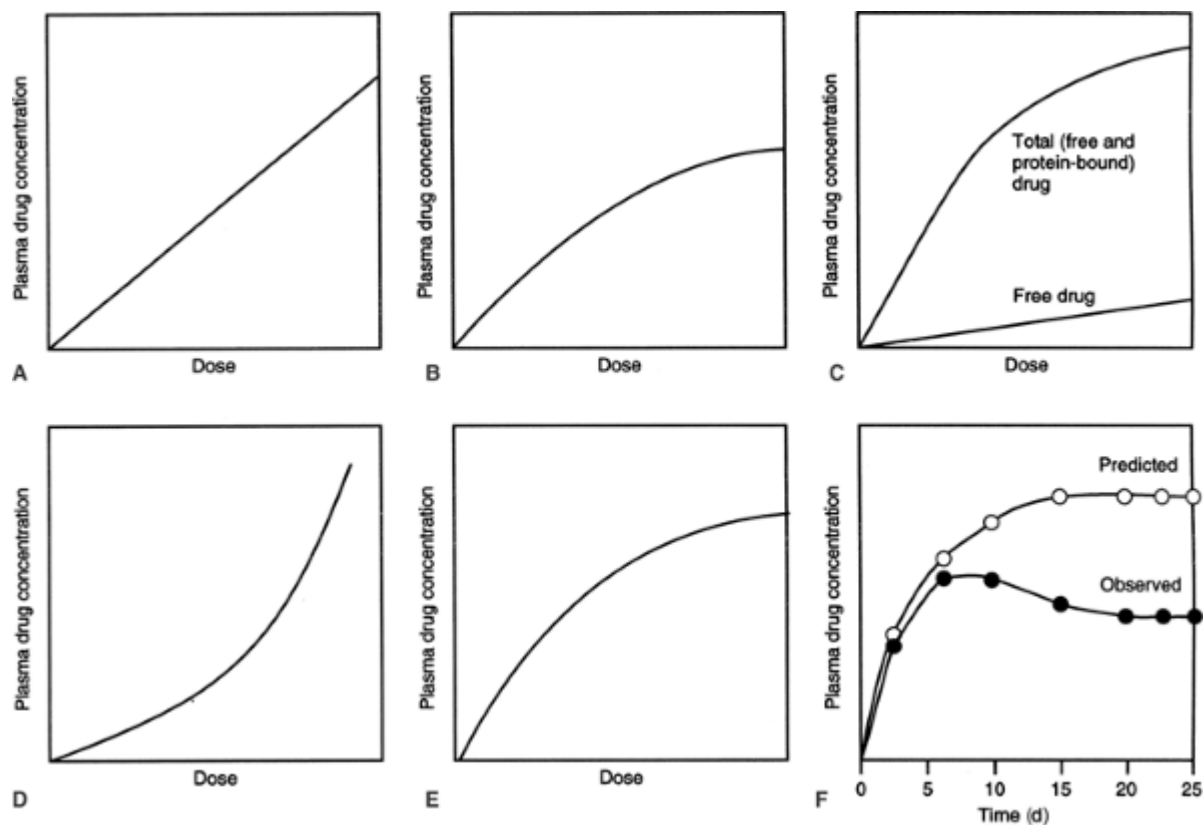 Plasma drug concentration
Dose
A
Plasma drug concentration
Dose
B
Plasma drug concentration
Total (free and
protein-bound)
drug
Free drug
Dose
C
Plasma drug concentration
Dose
D
Plasma drug concentration
Dose
E
Plasma drug concentration
Predicted
Observed
0 5 10 15 20 25
Time (d)
F